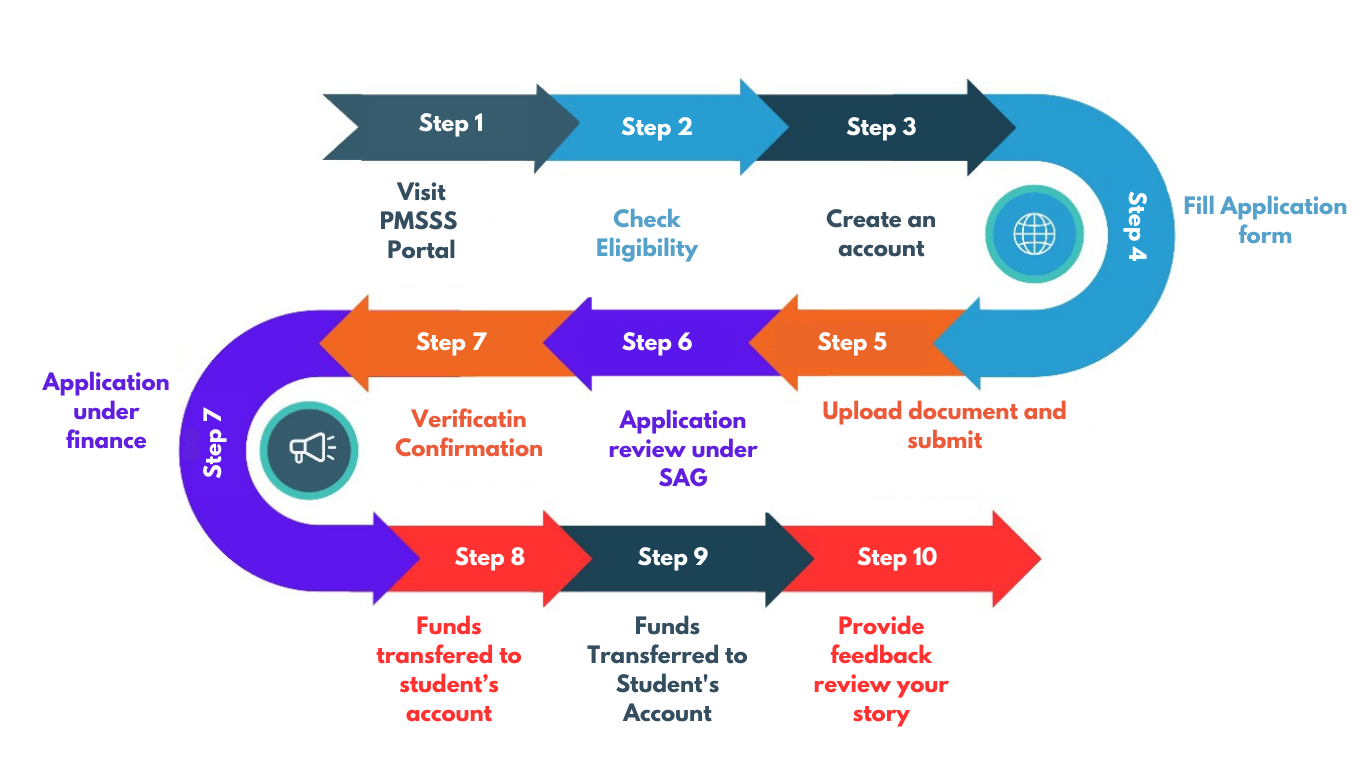 Step 1
Step 2
Step 3
Visit
PMSSS
Portal
Check
Eligibility
Create an
account
Step 4
Fill Application
form
Step 5
Upload document and
submit
Step 6
Application
review under
SAG
Step 7
Verificatin
Confirmation
Step 7
Application
under
finance
Step 8
Funds
transfered to
student’s
account
Step 9
Funds
Transferred to
Student's
Account
Step 10
Provide
feedback
review your
story